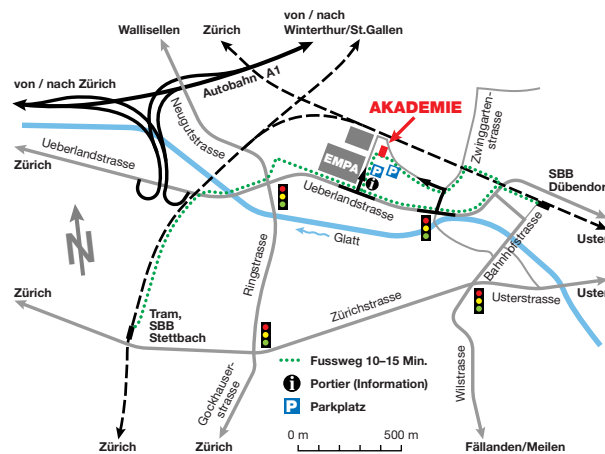 von / nach
Winterthur/St.Gallen
Zürich
Wallisellen
von / nach Zürich
Autobahn A1
Neugutstrasse
AKADEMIE
Zwinggarten-
strasse
EMPA
P
P
i
Ueberlandstrasse
Zürich
Ueberlandstrasse
SBB
Dübendorf
Uster
N
Glatt
Ringstrasse
Bahnhofstrasse
Zürich
Zürichstrasse
Usterstrasse
Uster
Tram,
SBB
Stettbach
Gockhauser-
strasse
Wilstrasse
Fussweg 10–15 Min.
i Portier (Information)
P Parkplatz
0 m 500 m
Zürich
Zürich
Fällanden/Meilen